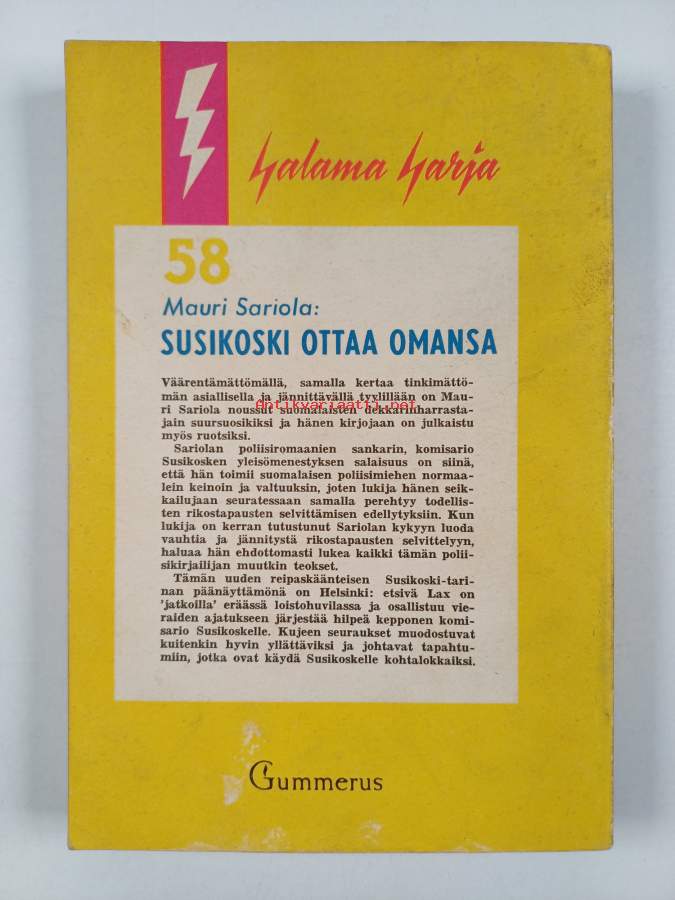 Salama Sarja
58
Mauri Sariola:
SUSIKOSKI OTTAA OMANSA
Väärentämättömällä, samalla kertaa tinkimättö-
män asiallisella ja jännittävällä tyylillään on Mau-
ri Sariola noussut suomalaisten dekkarinharrasta-
Antikvariaatti.net
jain suursuosikiksi ja hänen kirjojaan on julkaistu
myös ruotsiksi.
Sariolan poliisiromaanien sankarin, komisario
Susikosken yleisömenestyksen salaisuus on siinä,
että hän toimii suomalaisen poliisimiehen normaa-
lein keinoin ja valtuuksin, joten lukija hänen seik-
kailujaan seuratessaan samalla perehtyy todellis-
ten rikostapausten selvittämisen edellytyksiin. Kun
lukija on kerran tutustunut Sariolan kykyyn luoda
vauhtia ja jännitystä rikostapausten selvittelyyn,
haluaa hän ehdottomasti lukea kaikki tämän polii-
sikirjailijan muutkin teokset.
Tämän uuden reipaskäänteisen Susikoski-tari-
nan päänäyttämönä on Helsinki: etsivä Lax on
'jatkoilla' eräässä loistohuvilassa ja osallistuu vie-
raiden ajatukseen järjestää hilpeä kepponen komi-
sario Susikoskelle. Kujeen seuraukset muodostuvat
kuitenkin hyvin yllättäviksi ja johtavat tapahtu-
miin, jotka ovat käydä Susikoskelle kohtalokkaiksi.
Gummerus